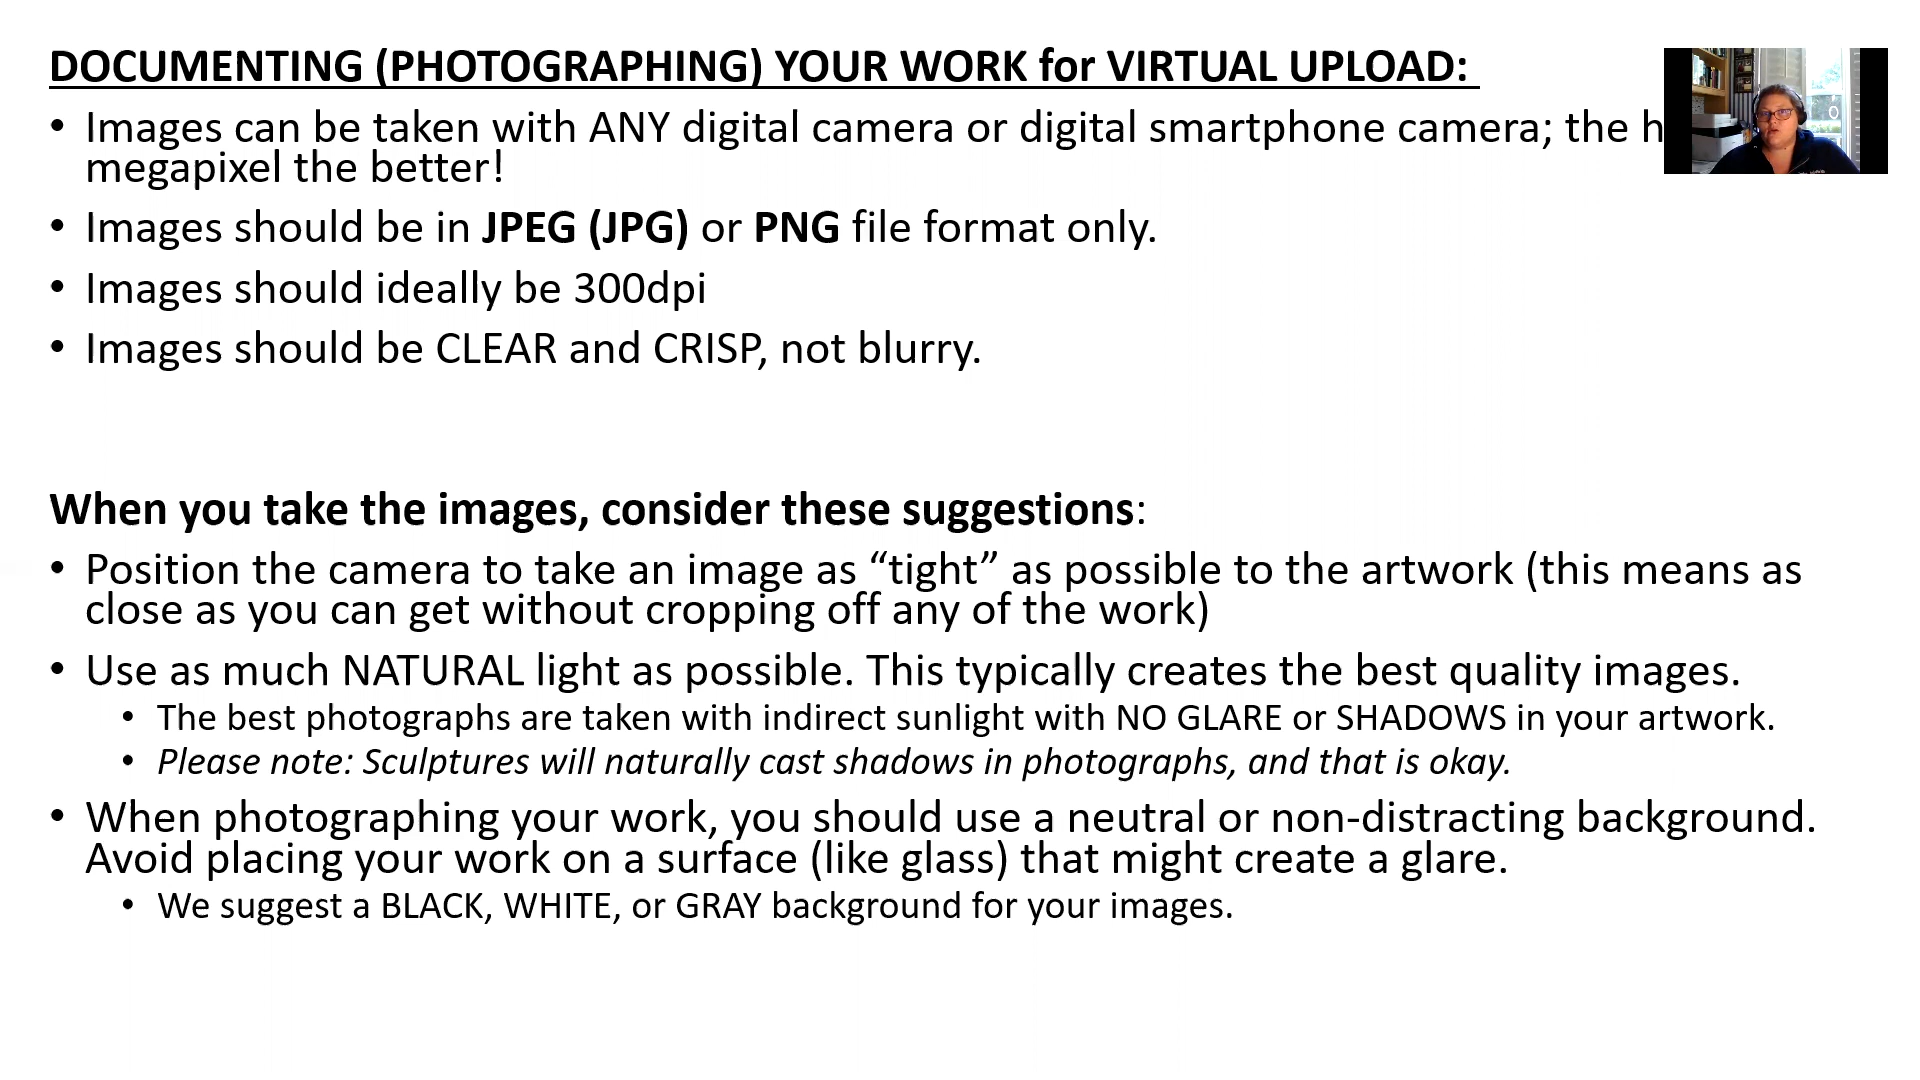 DOCUMENTING (PHOTOGRAPHING) YOUR WORK for VIRTUAL UPLOAD:
• Images can be taken with ANY digital camera or digital smartphone camera; the
megapixel the better!
• Images should be in JPEG (JPG) or PNG file format only.
• Images should ideally be 300dpi
• Images should be CLEAR and CRISP, not blurry.
When you take the images, consider these suggestions:
• Position the camera to take an image as “tight” as possible to the artwork (this means as
close as you can get without cropping off any of the work)
• Use as much NATURAL light as possible. This typically creates the best quality images.
• The best photographs are taken with indirect sunlight with NO GLARE or SHADOWS in your artwork.
• Please note: Sculptures will naturally cast shadows in photographs, and that is okay.
• When photographing your work, you should use a neutral or non-distracting background.
Avoid placing your work on a surface (like glass) that might create a glare.
• We suggest a BLACK, WHITE, or GRAY background for your images.